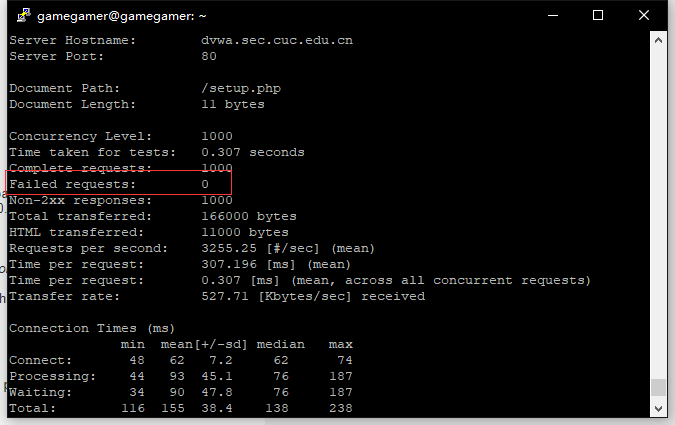 gamegamer@gamegamer: ~
Server Hostname: dvwa.sec.cuc.edu.cn
Server Port: 80
Document Path: /setup.php
Document Length: 11 bytes
Concurrency Level: 1000
Time taken for tests: 0.307 seconds
Complete requests: 1000
Failed requests: 0
Non-2xx responses: 1000
Total transferred: 166000 bytes
HTML transferred: 11000 bytes
Requests per second: 3255.25 [#/sec] (mean)
Time per request: 307.196 [ms] (mean)
Time per request: 0.307 [ms] (mean, across all concurrent requests)
Transfer rate: 527.71 [Kbytes/sec] received
Connection Times (ms)
min mean[+/-sd] median max
Connect: 48 62 7.2 62 74
Processing: 44 93 45.1 76 187
Waiting: 34 90 47.8 76 187
Total: 116 155 38.4 138 238